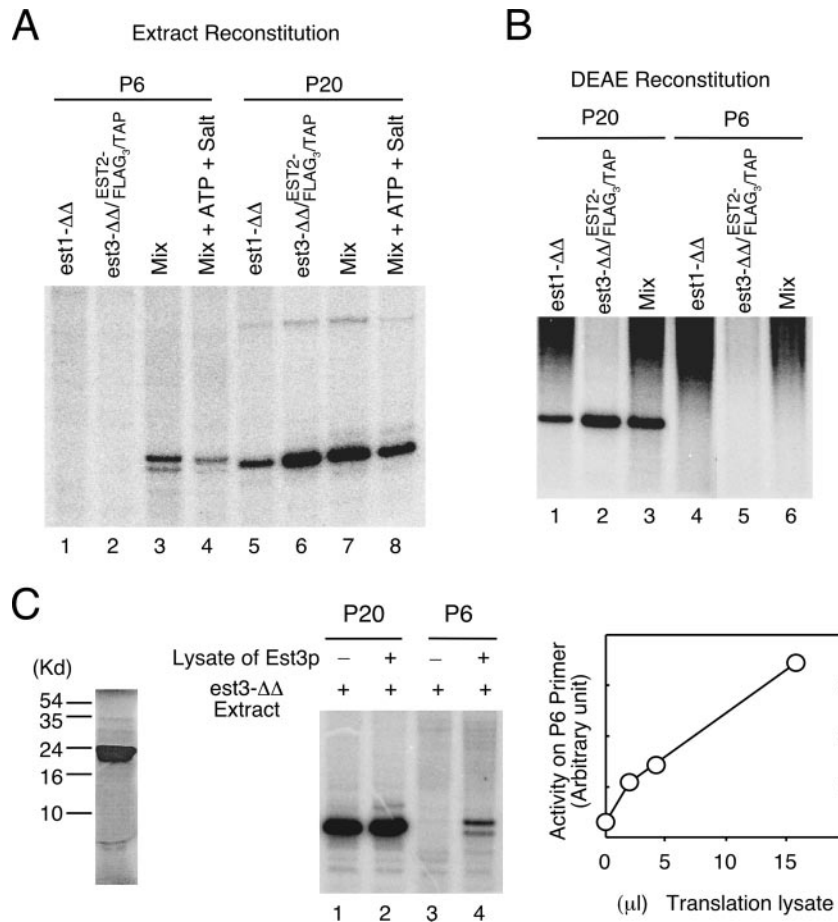 A
Extract Reconstitution
P6
P20
est1-ΔΔ
est3-ΔΔ/EST2-FLAG3/TAP
Mix
Mix + ATP + Salt
est1-ΔΔ
est3-ΔΔ/EST2-FLAG3/TAP
Mix
Mix + ATP + Salt
1 2 3 4 5 6 7 8
B
DEAE Reconstitution
P20
P6
est1-ΔΔ
est3-ΔΔ/EST2-FLAG3/TAP
Mix
est1-ΔΔ
est3-ΔΔ/EST2-FLAG3/TAP
Mix
1 2 3 4 5 6
C
(Kd)
54
35
24
16
10
P20 P6
Lysate of Est3p – + – +
est3-ΔΔ + + + +
Extract
1 2 3 4
Activity on P6 Primer
(Arbitrary unit)
0 5 10 15
(μl) Translation lysate